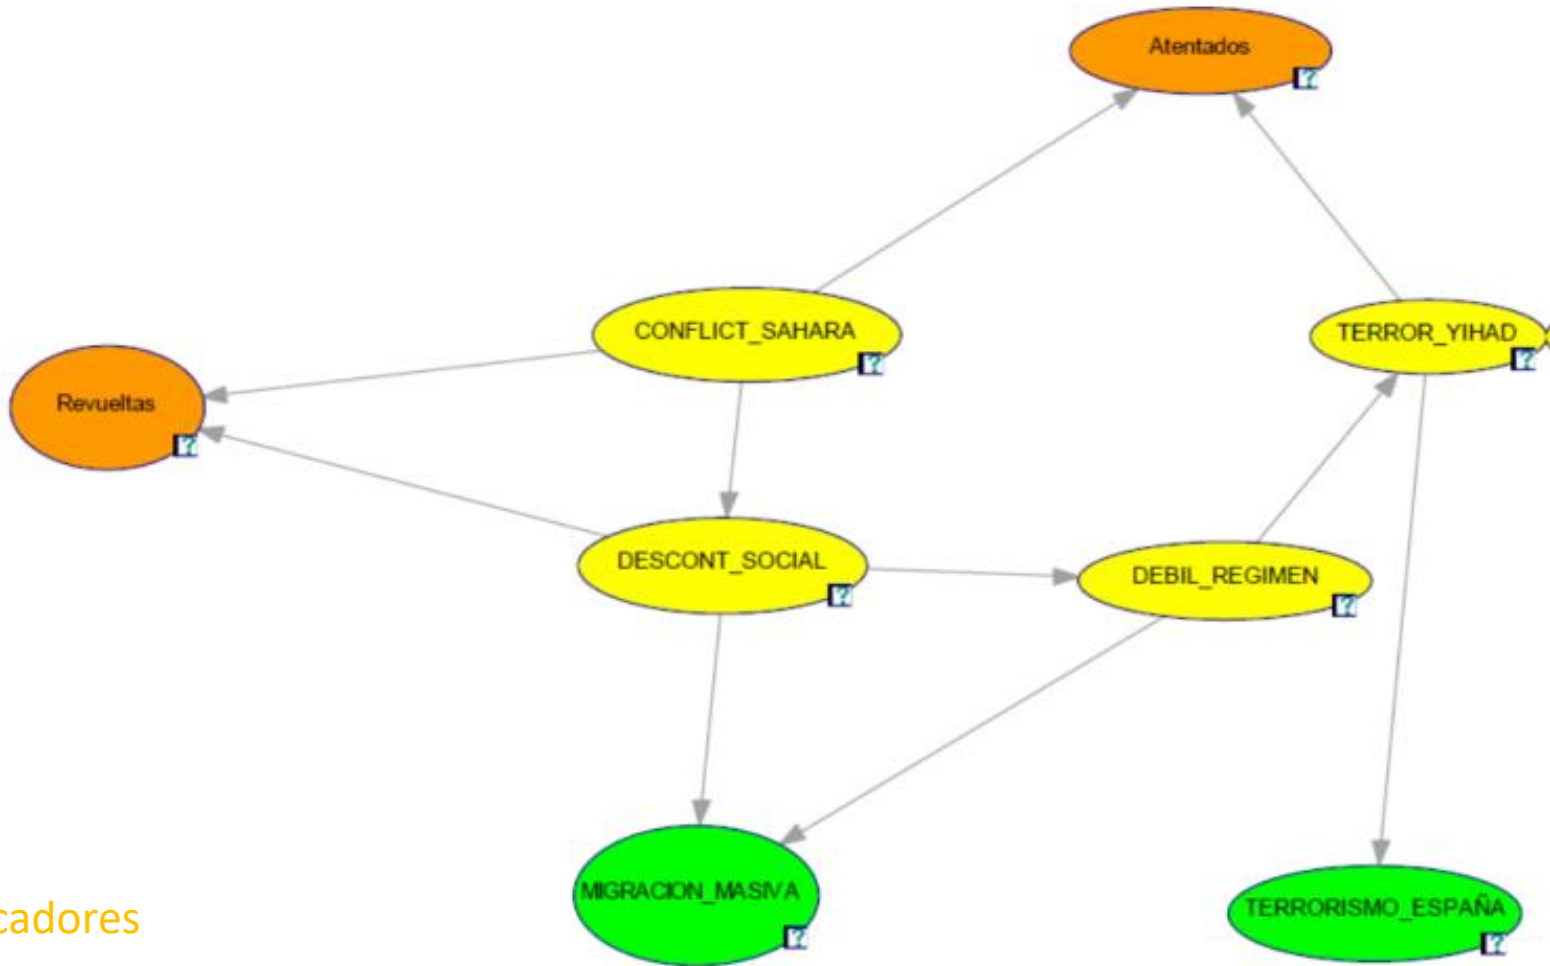 Atentados
CONFLICT_SAHARA
TERROR_YIHAD
Revueltas
DESCONT_SOCIAL
DEBIL_REGIMEN
MIGRACION_MASIVA
TERRORISMO_ESPAÑA
cadores